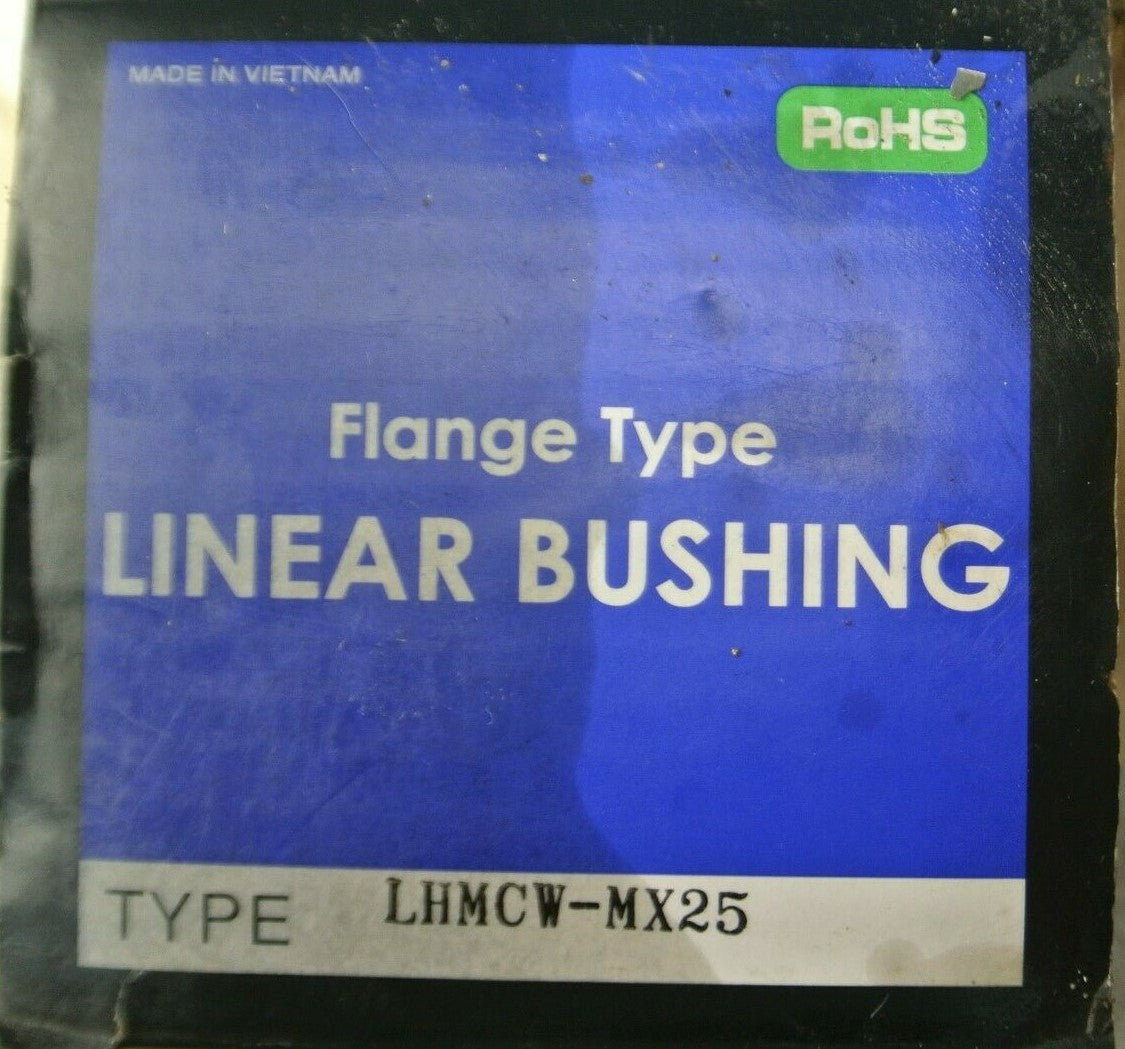 MADE IN VIETNAM
RoHS
Flange Type
LINEAR BUSHING
TYPE LHMCW-MX25